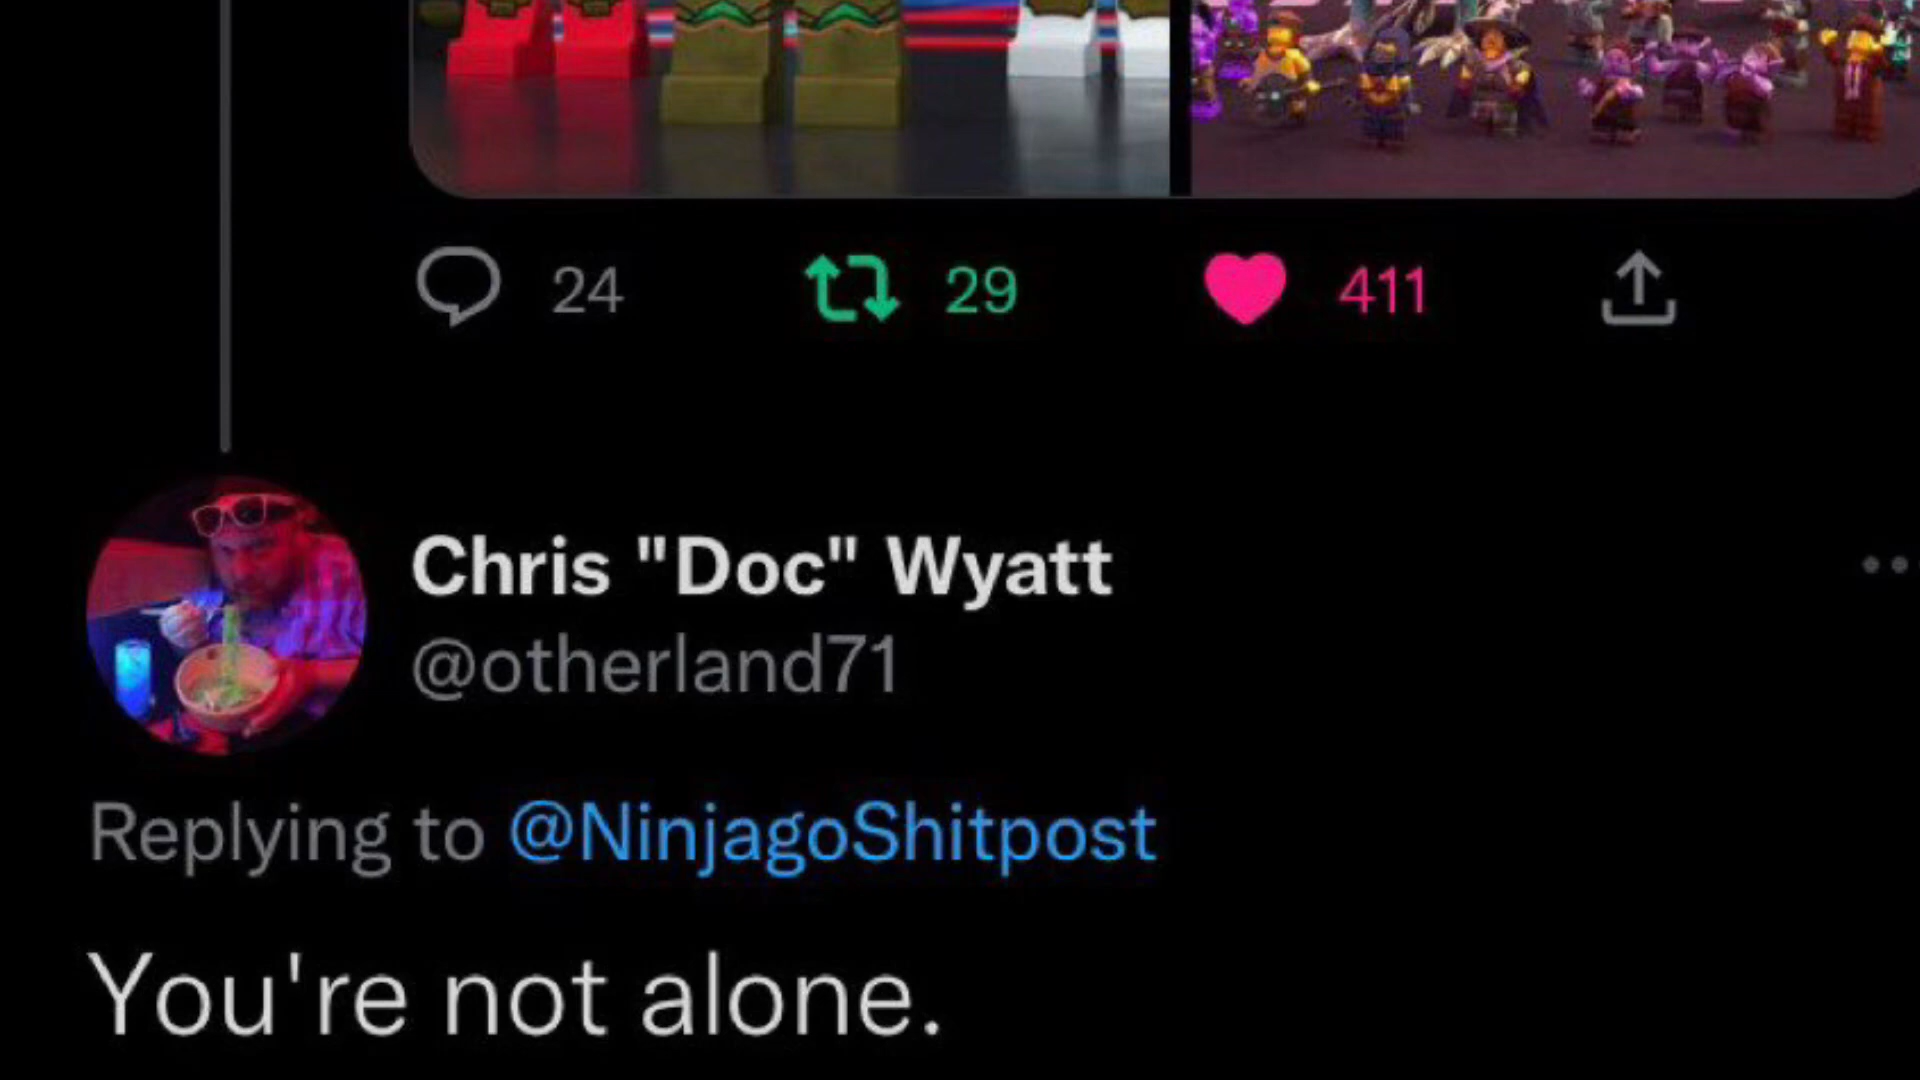 24 29 411
Chris "Doc" Wyatt
@otherland71
Replying to @NinjagoShitpost
You're not alone.